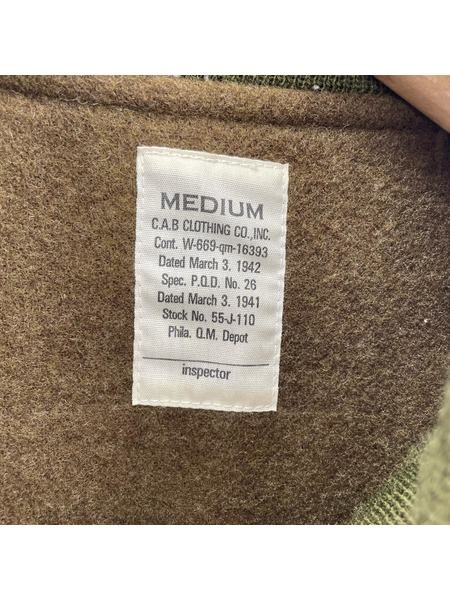 MEDIUM
C.A.B CLOTHING CO.,INC.
Cont. W-669-qm-16393
Dated March 3, 1942
Spec. P.Q.D. No. 26
Dated March 3, 1941
Stock No. 55-J-110
Phila. Q.M. Depot
inspector